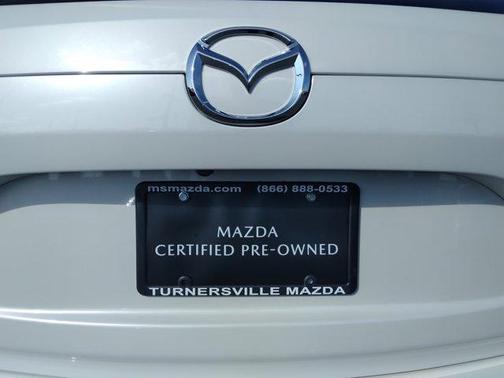 msmazda.com (866) 888-0533
MAZDA
CERTIFIED PRE-OWNED
TURNERSVILLE MAZDA